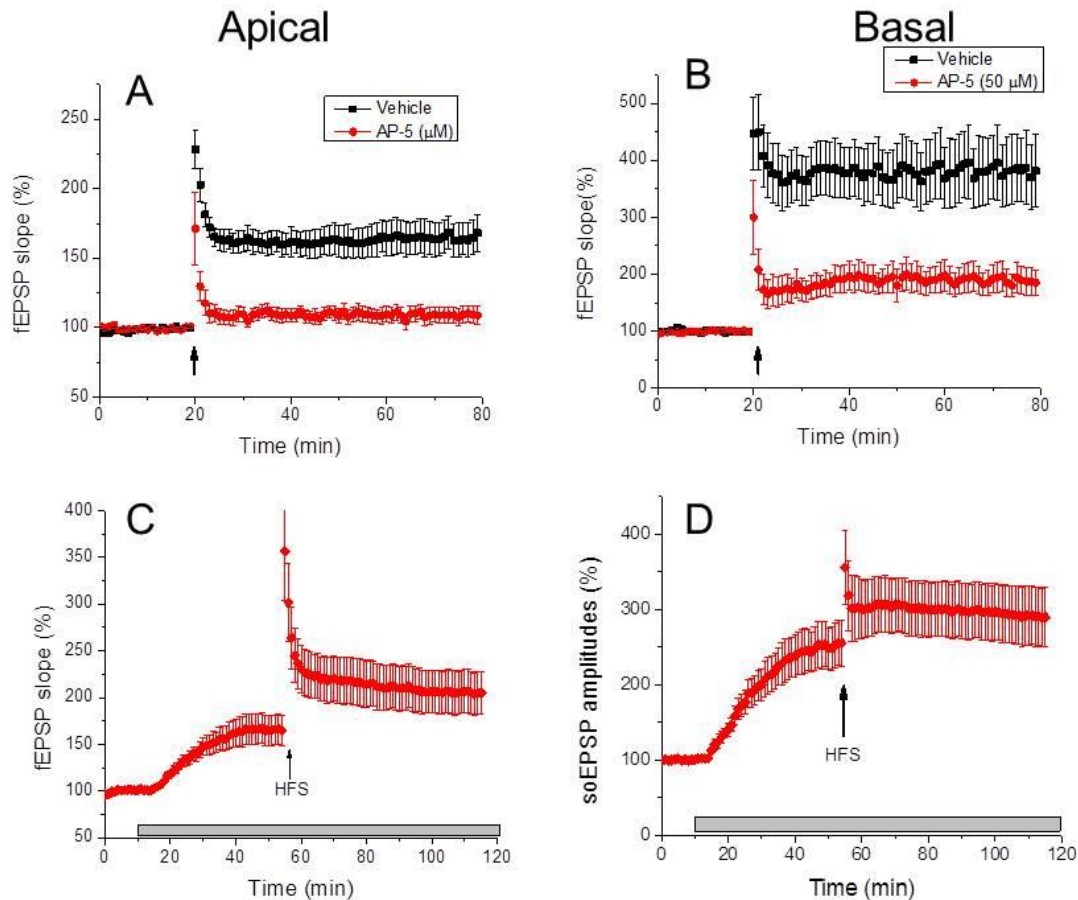 Apical
Basal
A
Vehicle
AP-5 (μM)
250
200
150
100
50
0
20
40
60
80
fEPSP slope (%)
Time (min)
B
Vehicle
AP-5 (50 μM)
500
400
300
200
100
0
0
20
40
60
80
fEPSP slope(%)
Time (min)
C
400
350
300
250
200
150
100
50
0
20
40
60
80
100
120
fEPSP slope (%)
HFS
Time (min)
D
400
300
200
100
0
0
20
40
60
80
100
120
soEPSP amplitudes (%)
HFS
Time (min)